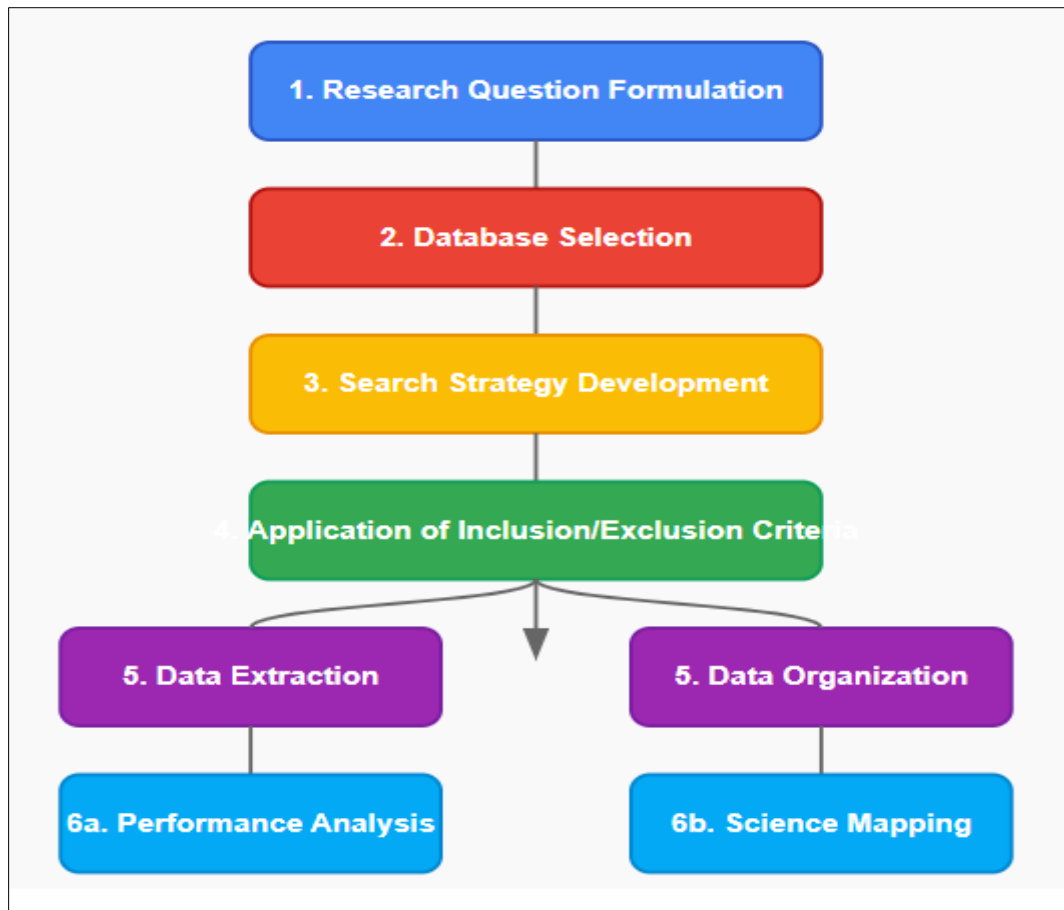 1. Research Question Formulation
2. Database Selection
3. Search Strategy Development
4. Application of Inclusion/Exclusion Criteria
5. Data Extraction
5. Data Organization
6a. Performance Analysis
6b. Science Mapping